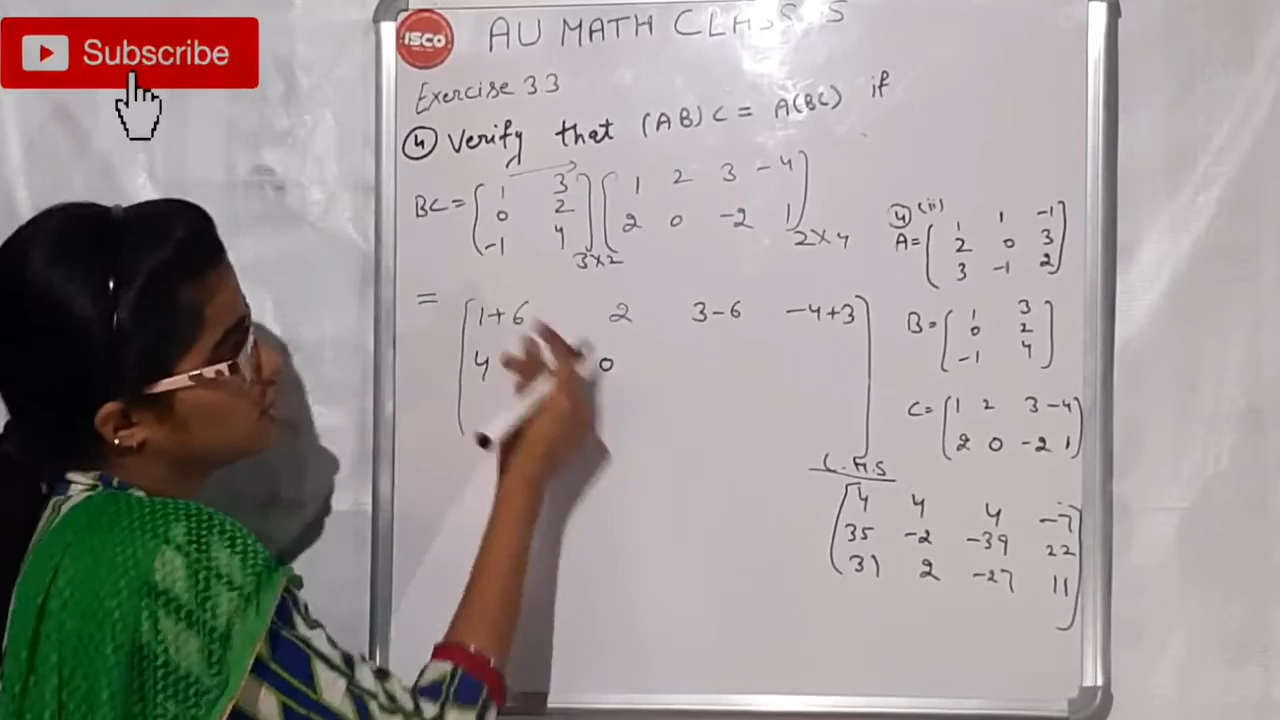 Subscribe
ISCO
AU MATH CLASSES
Exercise 3.3
④ Verify that (AB)C = A(BC) if
BC = [1 3] [1 2 3 -4]
[0 2] [2 0 -2 1]
[-1 4] 3×2 2×4
= [1+6 2 3-6 -4+3]
[4 0
④ (ii)
A = [1 1 -1]
[2 0 3]
[3 -1 2]
B = [1 3]
[0 2]
[-1 4]
C = [1 2 3 -4]
[2 0 -2 1]
L.H.S
[4 4 4 -7]
[35 -2 -39 22]
[31 2 -27 11]